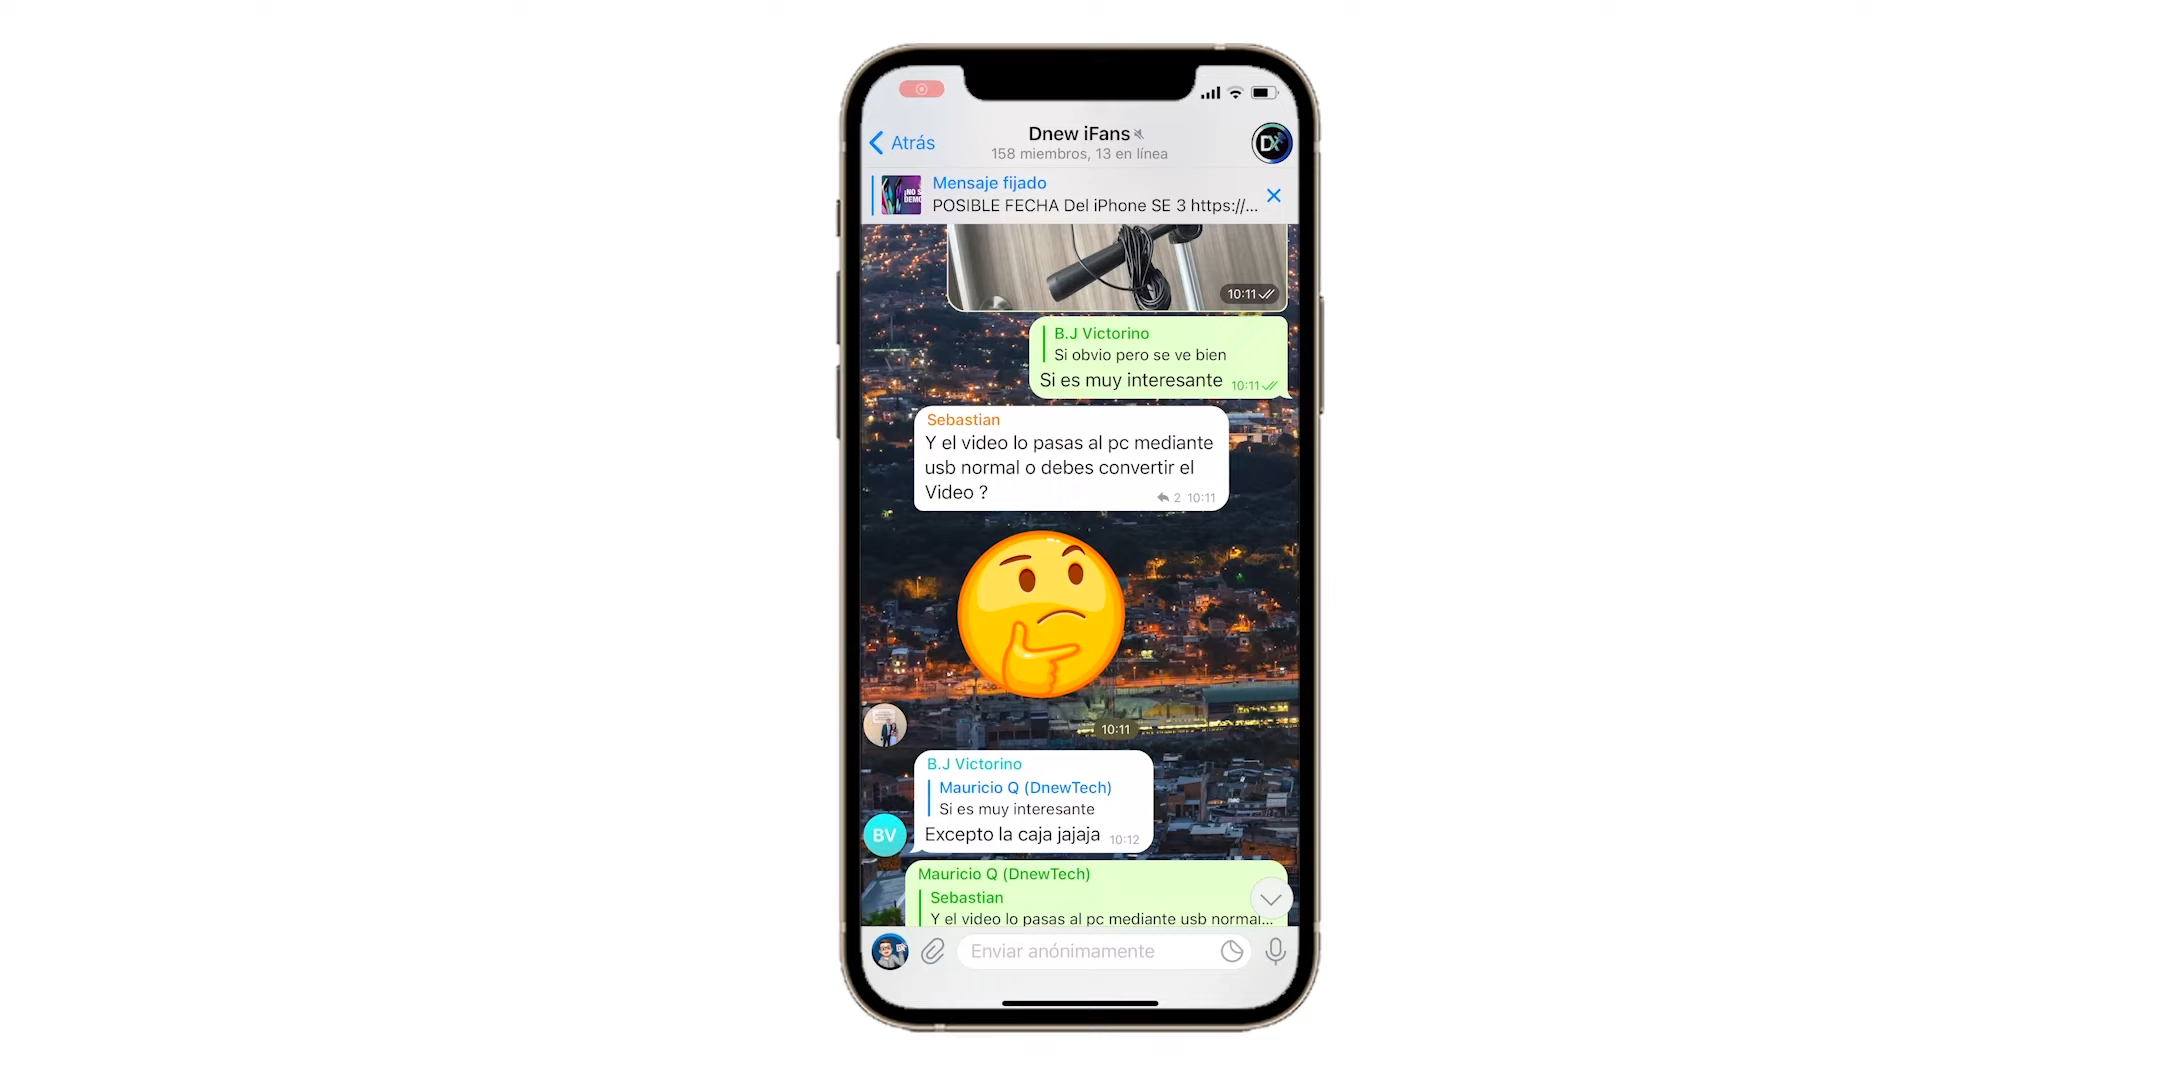 Atrás
Dnew iFans
158 miembros, 13 en línea
DX
Mensaje fijado
POSIBLE FECHA Del iPhone SE 3 https://...
¡NO S
DEMO
10:11
B.J Victorino
Si obvio pero se ve bien
Si es muy interesante 10:11
Sebastian
Y el video lo pasas al pc mediante
usb normal o debes convertir el
Video ? 2 10:11
10:11
B.J Victorino
Mauricio Q (DnewTech)
Si es muy interesante
BV
Excepto la caja jajaja 10:12
Mauricio Q (DnewTech)
Sebastian
Y el video lo pasas al pc mediante usb normal...
Enviar anónimamente